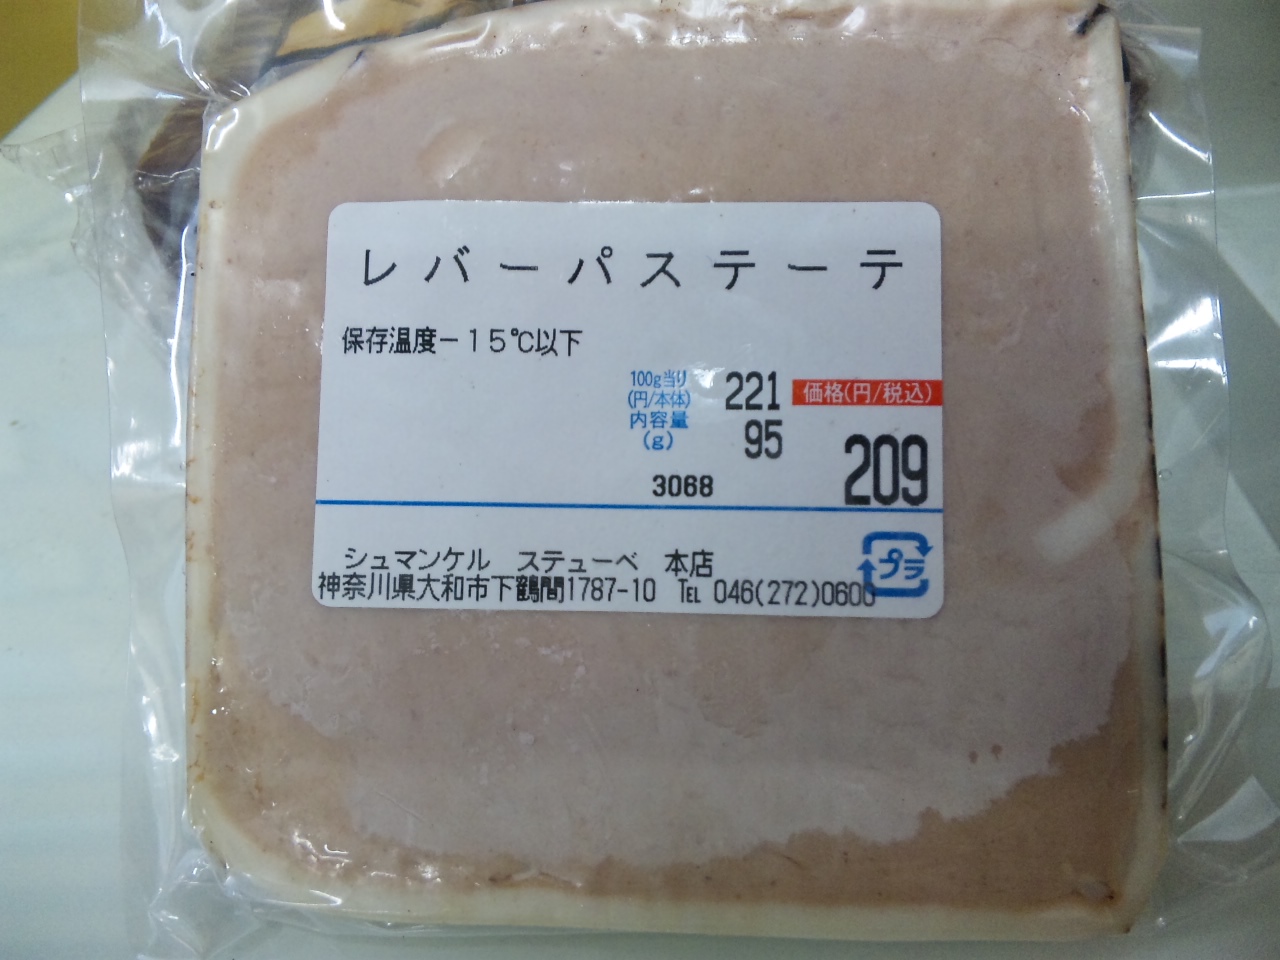 レバーパステーテ
保存温度－１５℃以下
100g当り
(円/本体)
221
価格(円/税込)
内容量
(g)
95
209
3068
シュマンケル ステューベ 本店
神奈川県大和市下鶴間1787-10 ℡ 046(272)0600
プラ